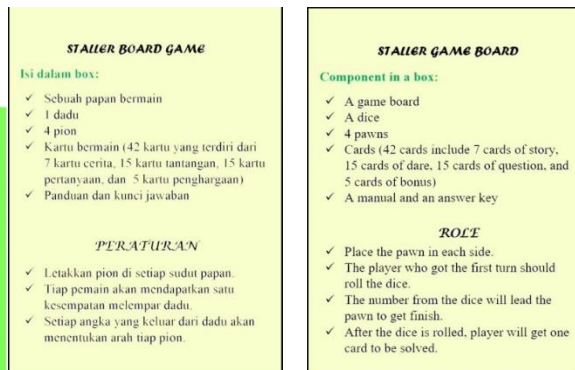 STALLER BOARD GAME
Isi dalam box:
✓ Sebuah papan bermain
✓ 1 dadu
✓ 4 pion
✓ Kartu bermain (42 kartu yang terdiri dari
7 kartu cerita, 15 kartu tantangan, 15 kartu
pertanyaan, dan 5 kartu penghargaan)
✓ Panduan dan kunci jawaban
PERATURAN
✓ Letakkan pion di setiap sudut papan.
✓ Tiap pemain akan mendapatkan satu
kesempatan melempar dadu.
✓ Setiap angka yang keluar dari dadu akan
menentukan arah tiap pion.
STALLER GAME BOARD
Component in a box:
✓ A game board
✓ A dice
✓ 4 pawns
✓ Cards (42 cards include 7 cards of story,
15 cards of dare, 15 cards of question, and
5 cards of bonus)
✓ A manual and an answer key
ROLE
✓ Place the pawn in each side.
✓ The player who got the first turn should
roll the dice.
✓ The number from the dice will lead the
pawn to get finish.
✓ After the dice is rolled, player will get one
card to be solved.